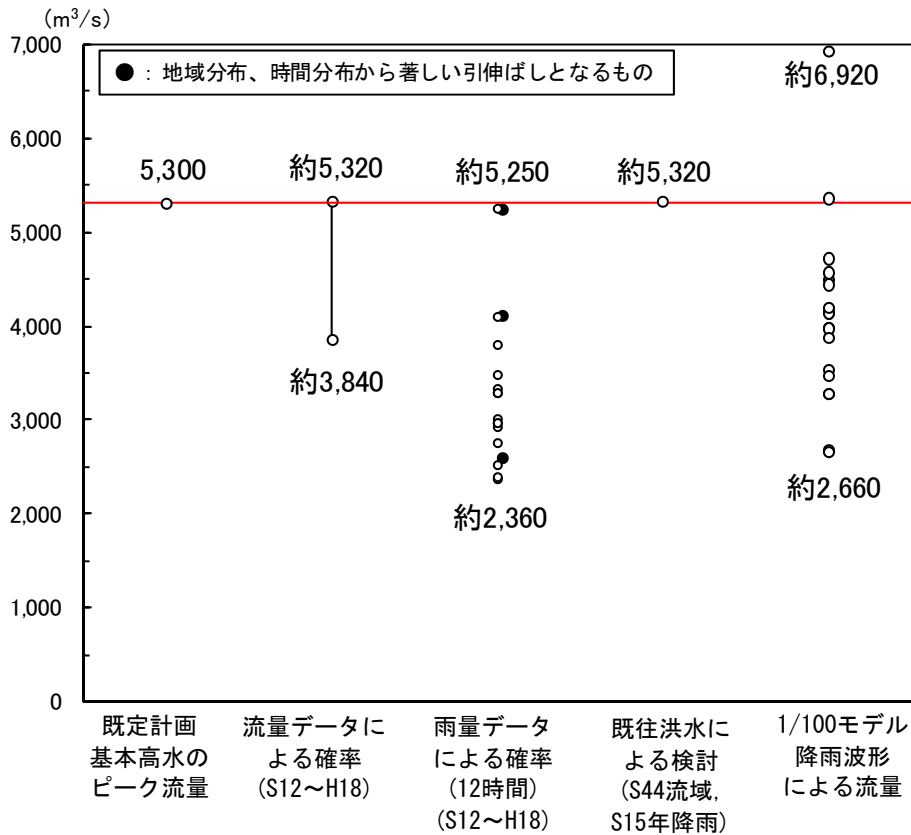 (m³/s)
7,000
●：地域分布、時間分布から著しい引伸ばしとなるもの
約6,920
6,000
5,300
約5,320
約5,250
約5,320
5,000
4,000
約3,840
3,000
約2,660
約2,360
2,000
1,000
0
既定計画
基本高水の
ピーク流量
流量データに
よる確率
(S12～H18)
雨量データ
による確率
(12時間)
(S12～H18)
既往洪水に
よる検討
(S44流域,
S15年降雨)
1/100モデル
降雨波形
による流量